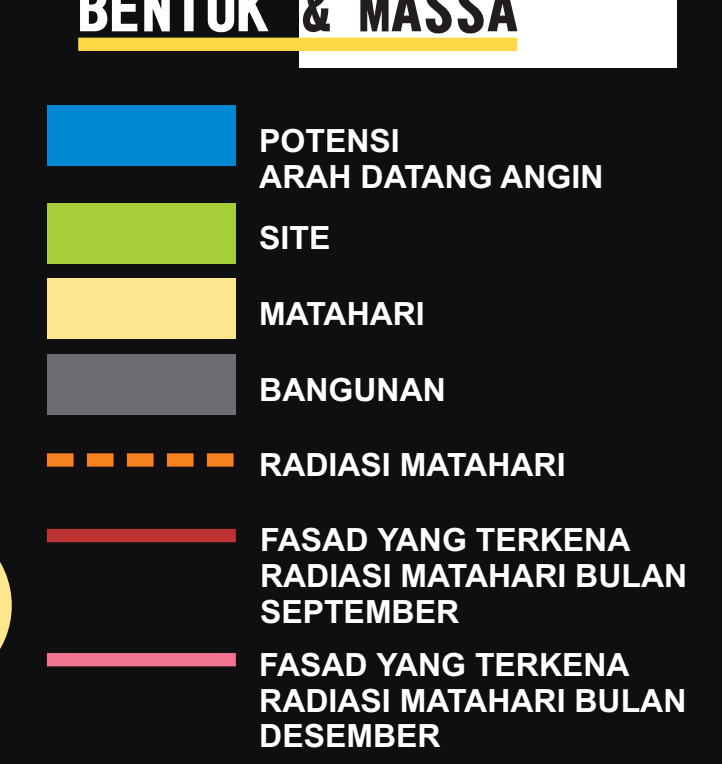 BENTUK & MASSA
POTENSI
ARAH DATANG ANGIN
SITE
MATAHARI
BANGUNAN
RADIASI MATAHARI
FASAD YANG TERKENA
RADIASI MATAHARI BULAN
SEPTEMBER
FASAD YANG TERKENA
RADIASI MATAHARI BULAN
DESEMBER